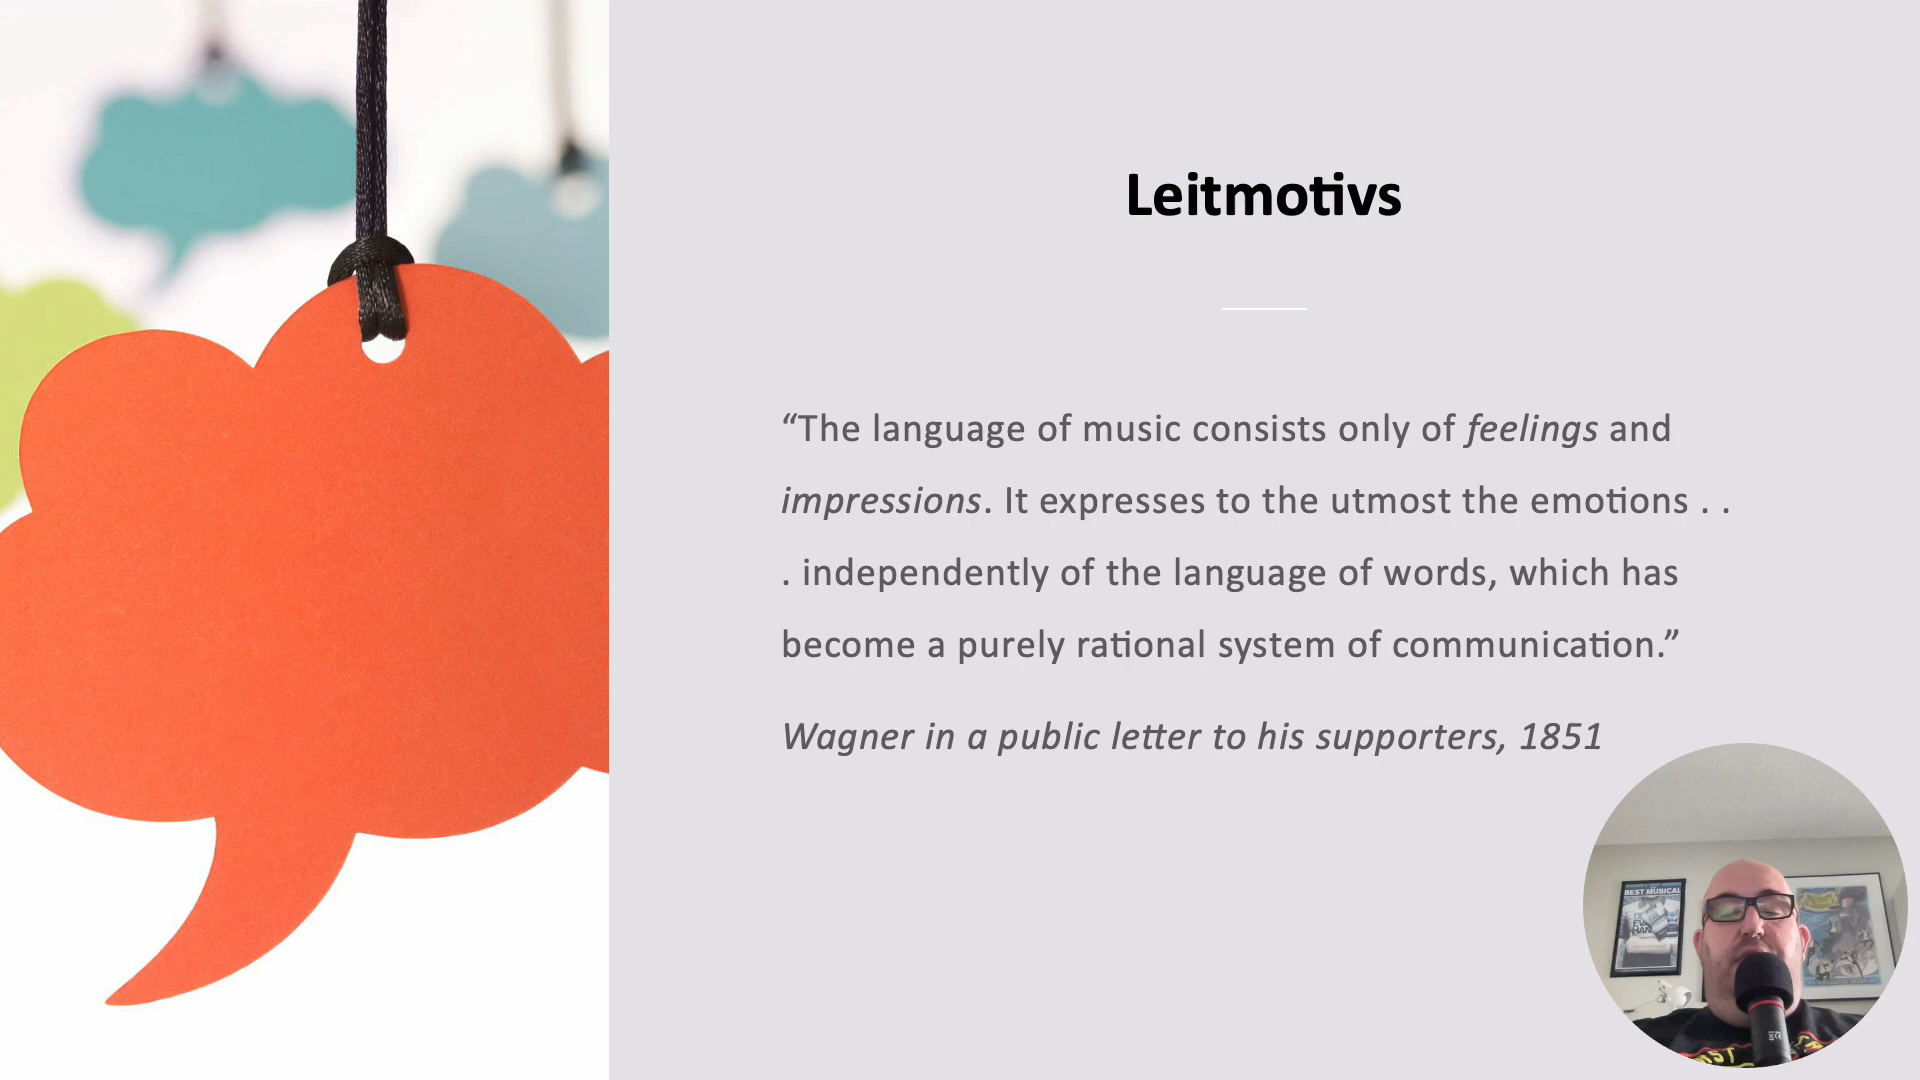 Leitmotivs
“The language of music consists only of feelings and
impressions. It expresses to the utmost the emotions . .
. independently of the language of words, which has
become a purely rational system of communication.”
Wagner in a public letter to his supporters, 1851
BEST MUSICAL